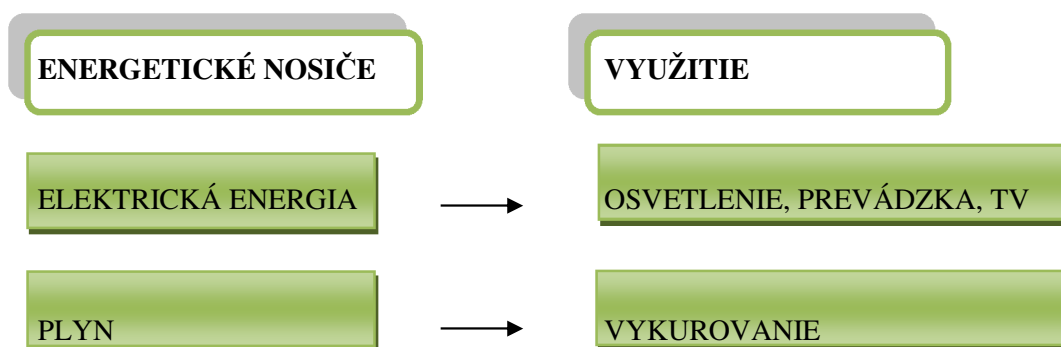 ENERGETICKÉ NOSIČE
VYUŽITIE
ELEKTRICKÁ ENERGIA
OSVETLENIE, PREVÁDZKA, TV
PLYN
VYKUROVANIE